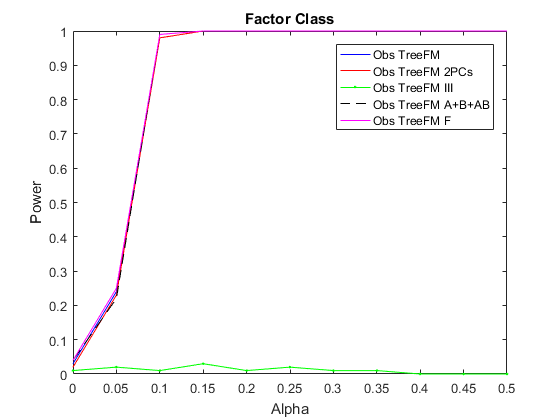 Factor Class
Power
1
0.9
0.8
0.7
0.6
0.5
0.4
0.3
0.2
0.1
0
Obs TreeFM
Obs TreeFM 2PCs
Obs TreeFM III
Obs TreeFM A+B+AB
Obs TreeFM F
0 0.05 0.1 0.15 0.2 0.25 0.3 0.35 0.4 0.45 0.5
Alpha